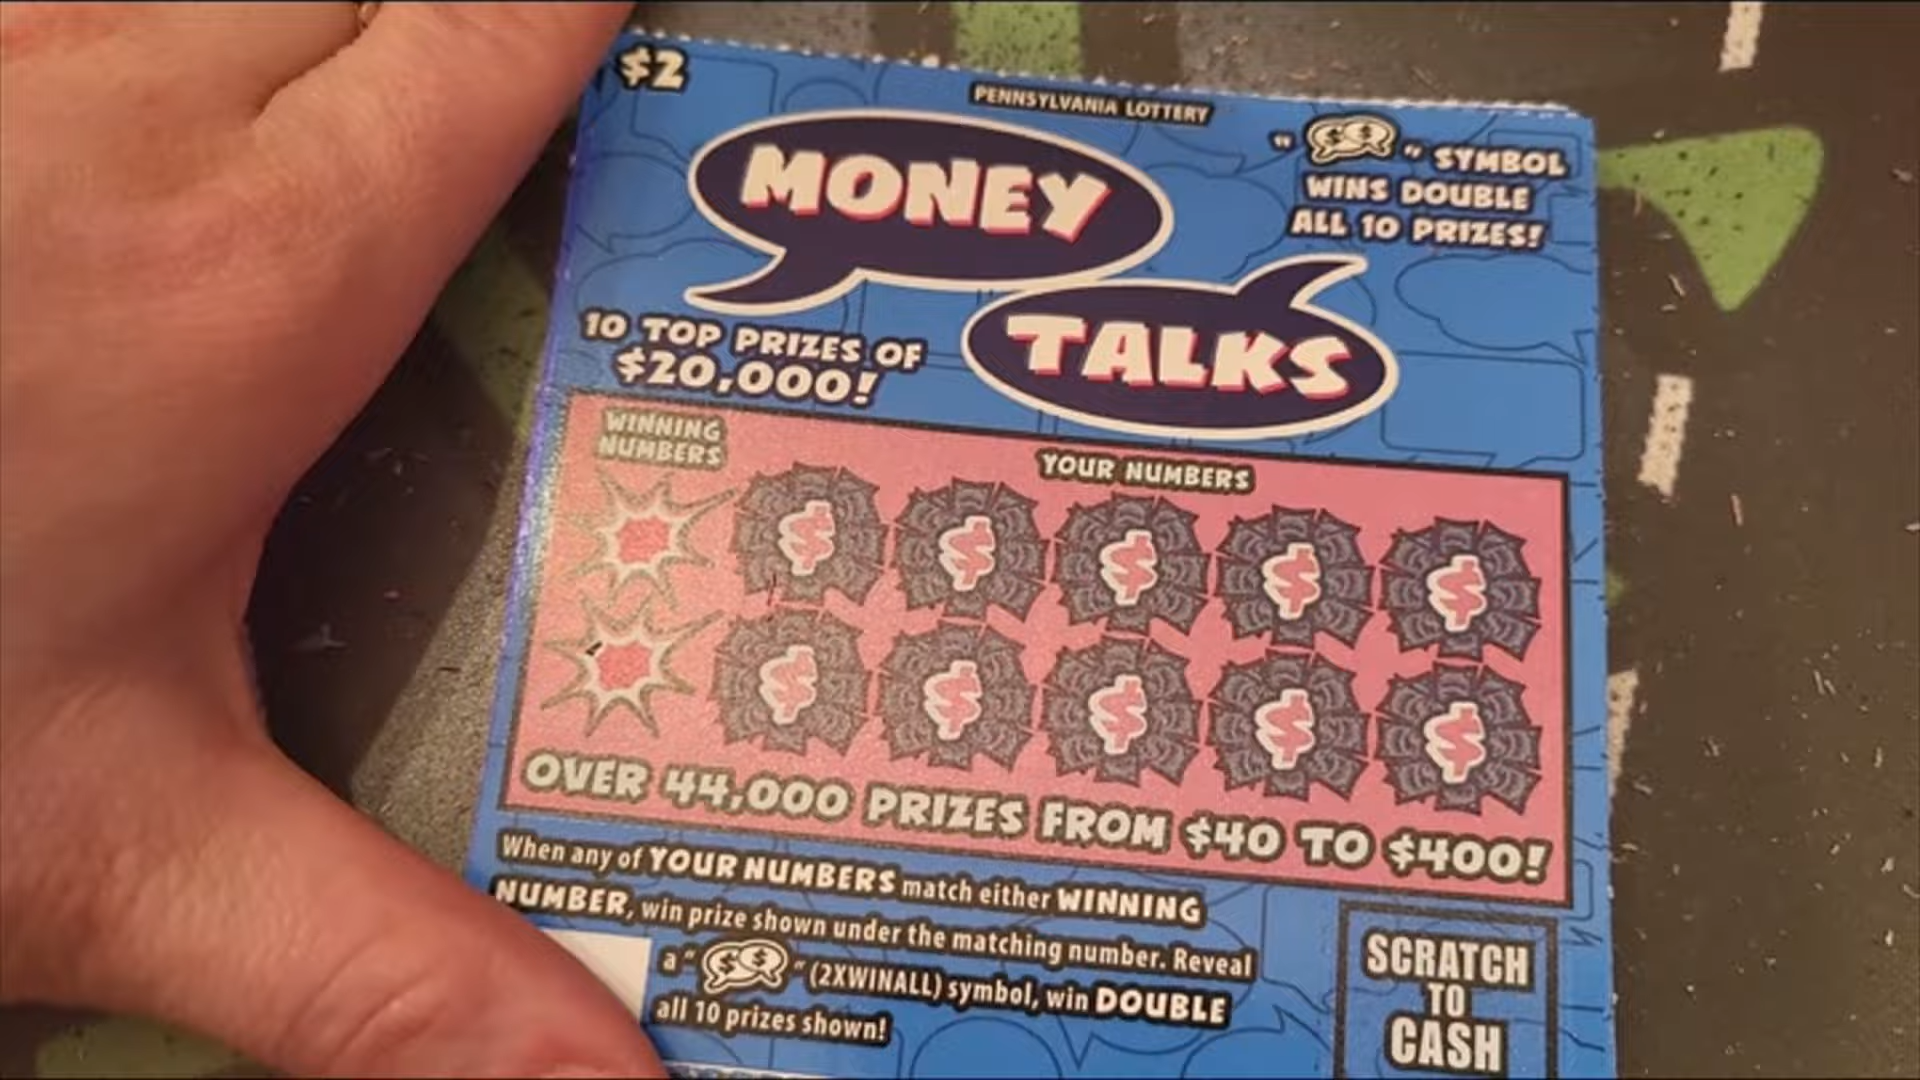 $2
PENNSYLVANIA LOTTERY
MONEY
TALKS
" $$ " SYMBOL
WINS DOUBLE
ALL 10 PRIZES!
10 TOP PRIZES OF
$20,000!
WINNING
NUMBERS
YOUR NUMBERS
$ $ $ $ $
$ $ $ $ $
OVER 44,000 PRIZES FROM $40 TO $400!
When any of YOUR NUMBERS match either WINNING
NUMBER, win prize shown under the matching number. Reveal
a " $$ " (2XWINALL) symbol, win DOUBLE
all 10 prizes shown!
SCRATCH
TO
CASH